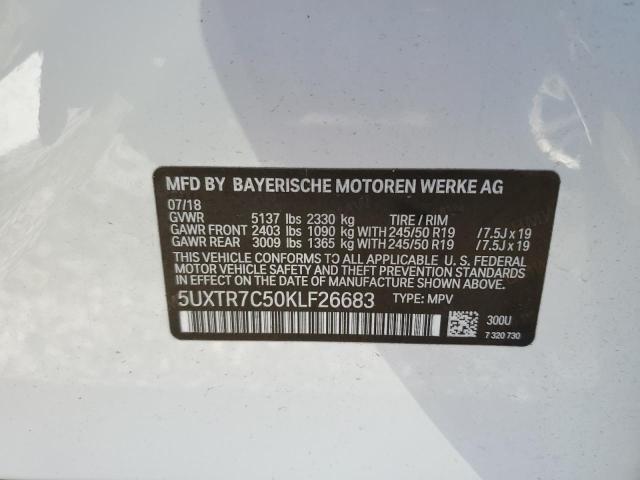 MFD BY BAYERISCHE MOTOREN WERKE AG
07/18
GVWR 5137 lbs 2330 kg TIRE / RIM
GAWR FRONT 2403 lbs 1090 kg WITH 245/50 R19 /7.5J x 19
GAWR REAR 3009 lbs 1365 kg WITH 245/50 R19 /7.5J x 19
THIS VEHICLE CONFORMS TO ALL APPLICABLE U. S. FEDERAL
MOTOR VEHICLE SAFETY, BUMPER, AND THEFT PREVENTION STANDARDS
IN EFFECT ON THE DATE OF MANUFACTURE SHOWN ABOVE.
5UXTR7C50KLF26683 TYPE: MPV
300U
7 320 730